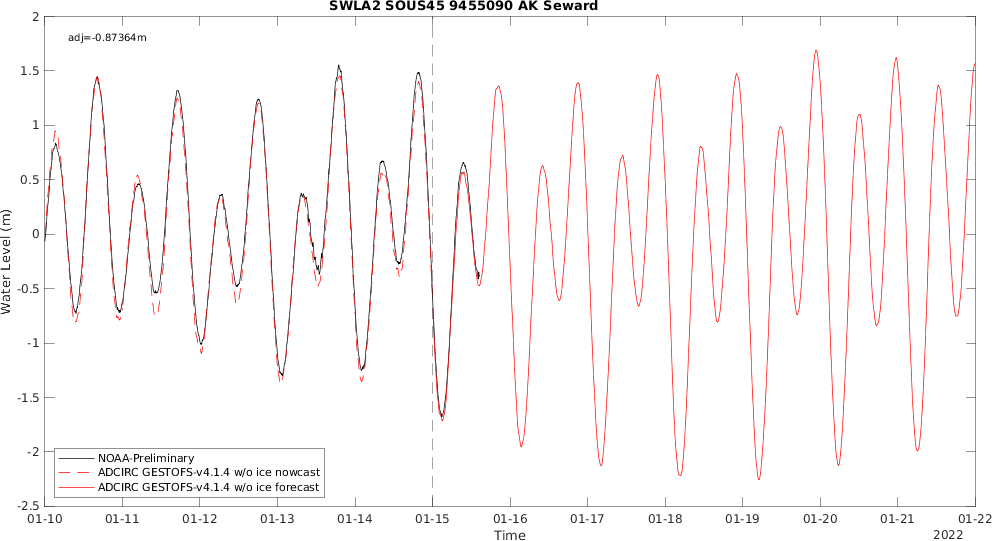 SWLA2 SOUS45 9455090 AK Seward
adj=-0.87364m
2
1.5
1
0.5
0
-0.5
-1
-1.5
-2
-2.5
Water Level (m)
NOAA-Preliminary
ADCIRC GESTOFS-v4.1.4 w/o ice nowcast
ADCIRC GESTOFS-v4.1.4 w/o ice forecast
01-10 01-11 01-12 01-13 01-14 01-15 01-16 01-17 01-18 01-19 01-20 01-21 01-22
Time
2022